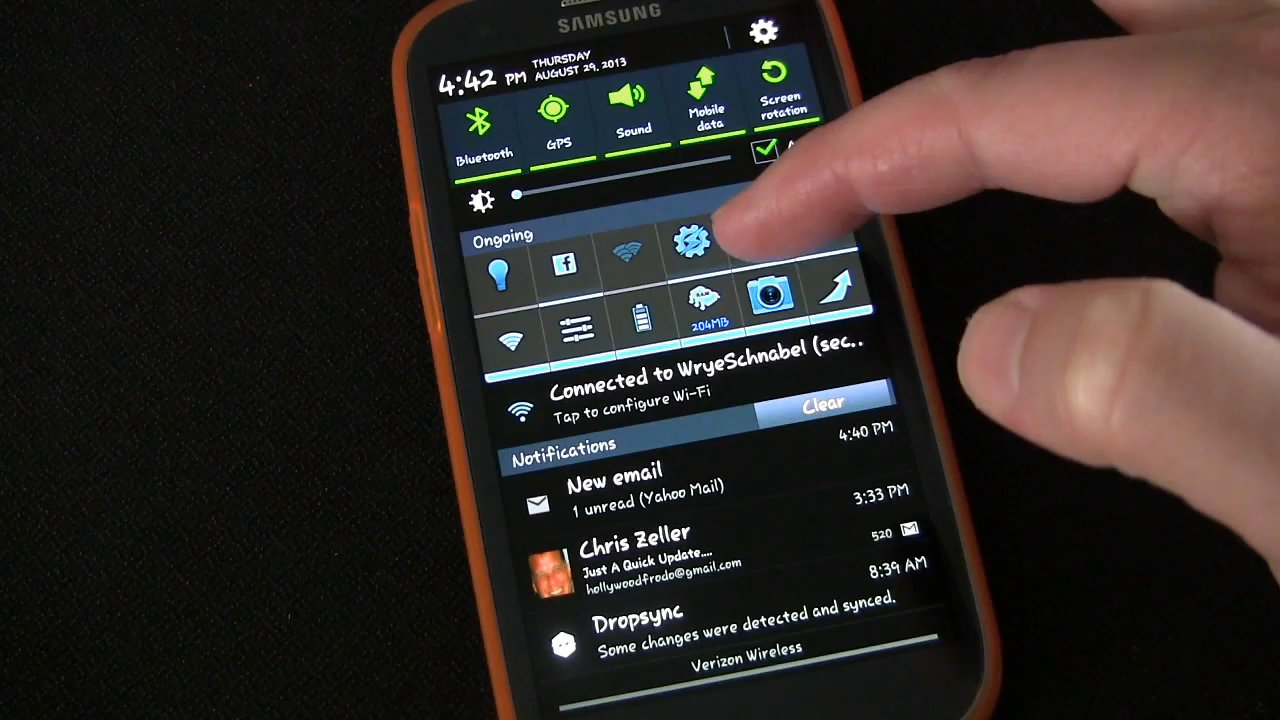 SAMSUNG
4:42 PM
THURSDAY
AUGUST 29, 2013
Bluetooth
GPS
Sound
Mobile
data
Screen
rotation
Ongoing
f
204MB
Connected to WryeSchnabel (sec..
Tap to configure Wi-Fi
Clear
Notifications
New email
4:40 PM
1 unread (Yahoo Mail)
Chris Zeller
3:33 PM
Just A Quick Update....
520
hollywoodfrodo@gmail.com
Dropsync
8:39 AM
Some changes were detected and synced.
Verizon Wireless